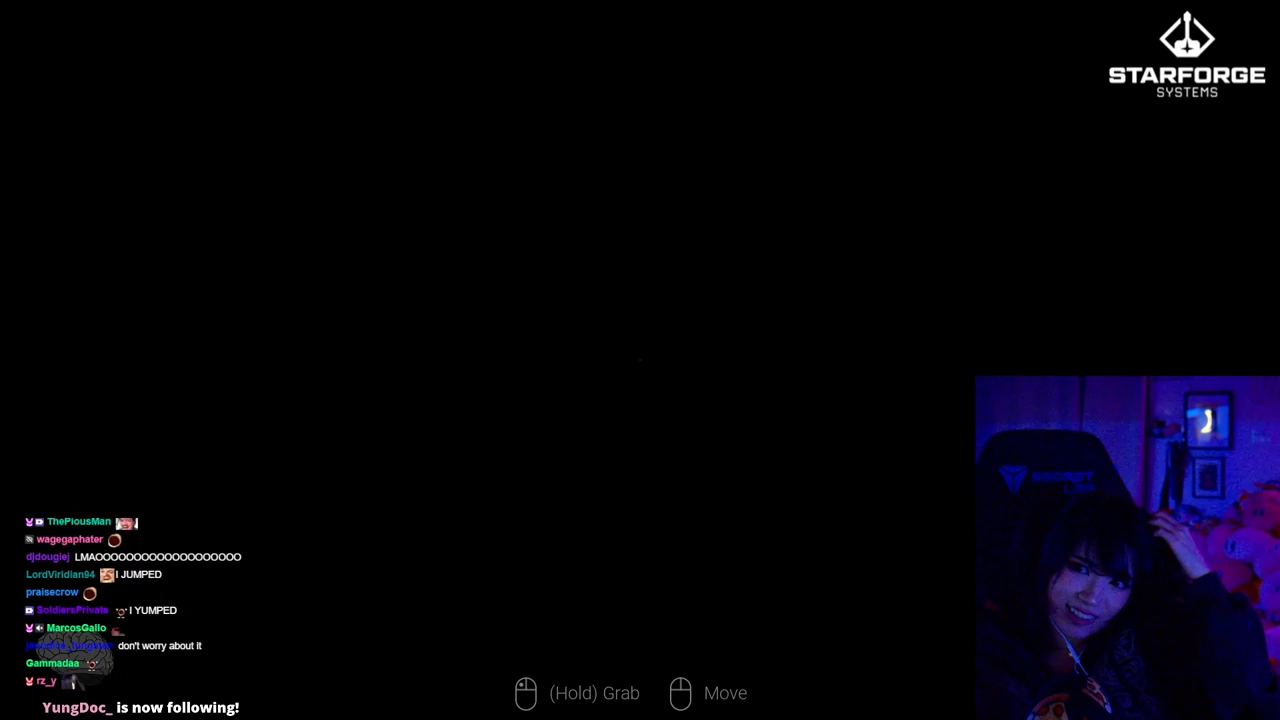 STARFORGE
SYSTEMS
ThePiousMan
wagegaphater
djdougiej LMAOOOOOOOOOOOOOOOOOOO
LordViridian94 I JUMPED
praisecrow
SoldiersPrivate I YUMPED
MarcosGallo
don't worry about it
Gammadaa
rz_y
YungDoc_ is now following!
(Hold) Grab Move